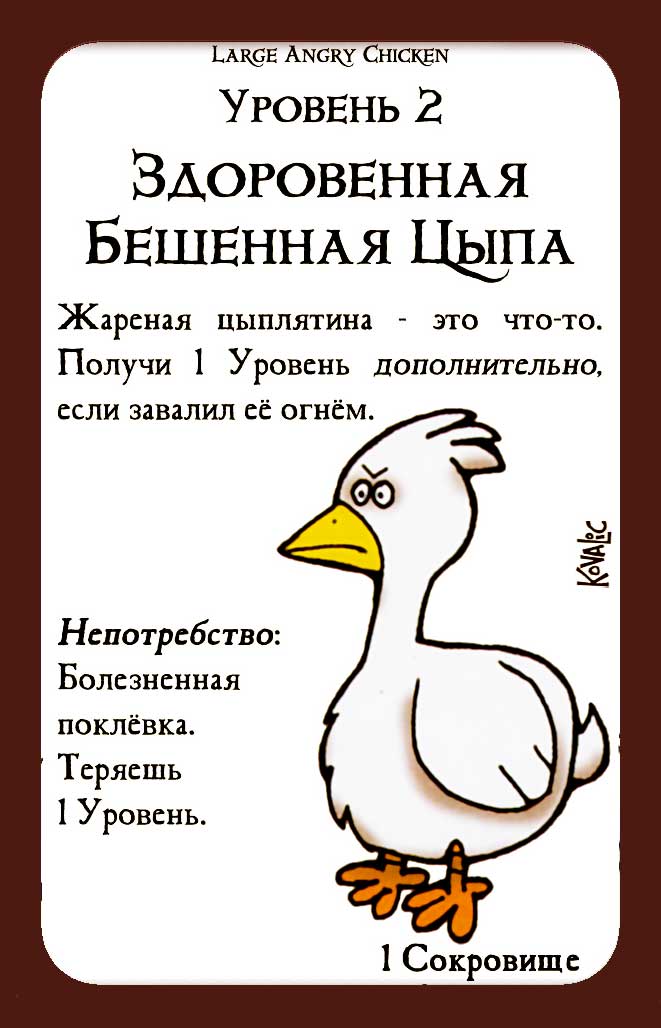 Large Angry Chicken
Уровень 2
Здоровенная
Бешенная Цыпа
Жареная цыплятина - это что-то.
Получи 1 Уровень дополнительно,
если завалил её огнём.
Kovalic
Непотребство:
Болезненная
поклёвка.
Теряешь
1 Уровень.
1 Сокровище